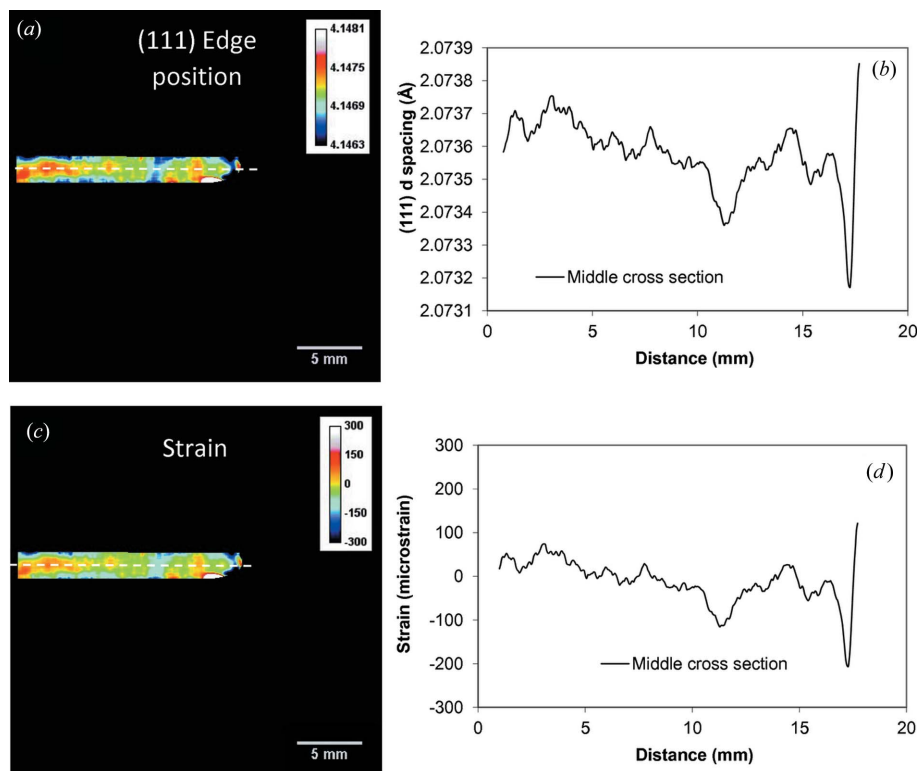 (a)
(111) Edge
position
4.1481
4.1475
4.1469
4.1463
5 mm
(b)
(111) d spacing (Å)
2.0739
2.0738
2.0737
2.0736
2.0735
2.0734
2.0733
2.0732
2.0731
Middle cross section
0
5
10
15
20
Distance (mm)
(c)
Strain
300
150
0
-150
-300
5 mm
(d)
Strain (microstrain)
300
200
100
0
-100
-200
-300
Middle cross section
0
5
10
15
20
Distance (mm)